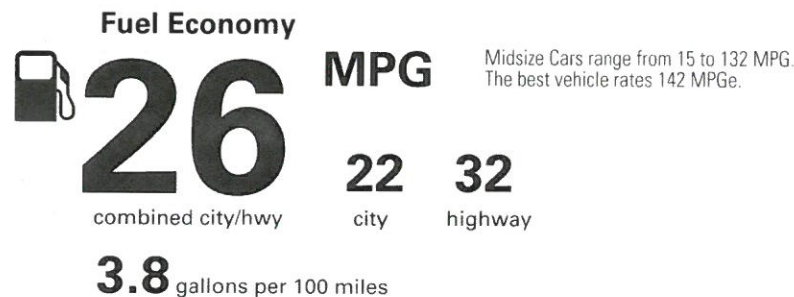 Fuel Economy
26
MPG
Midsize Cars range from 15 to 132 MPG.
The best vehicle rates 142 MPGe.
22 32
combined city/hwy city highway
3.8 gallons per 100 miles